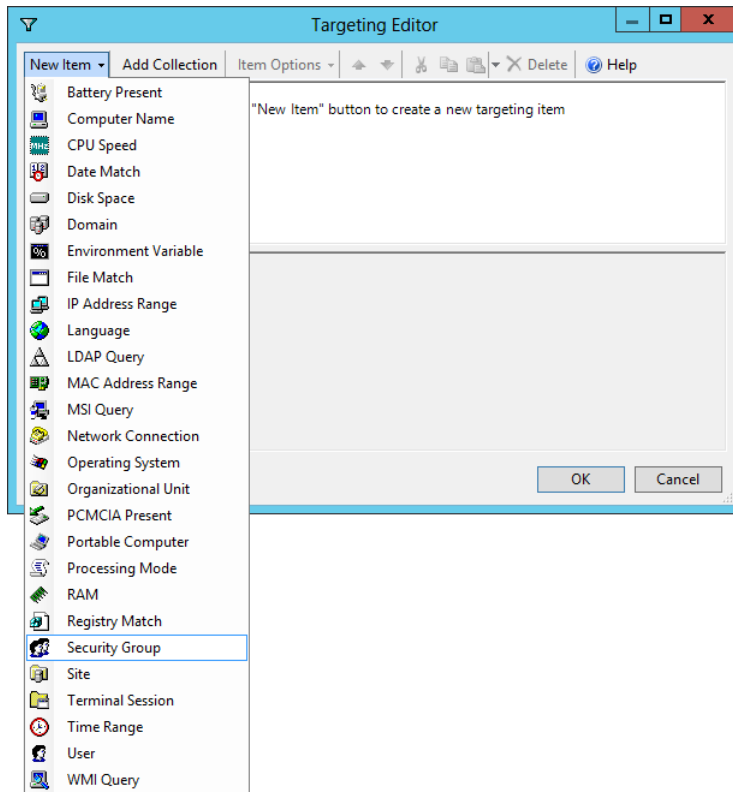 Targeting Editor
New Item Add Collection Item Options Delete Help
"New Item" button to create a new targeting item
Battery Present
Computer Name
CPU Speed
Date Match
Disk Space
Domain
Environment Variable
File Match
IP Address Range
Language
LDAP Query
MAC Address Range
MSI Query
Network Connection
Operating System
Organizational Unit
PCMCIA Present
Portable Computer
Processing Mode
RAM
Registry Match
Security Group
Site
Terminal Session
Time Range
User
WMI Query
OK Cancel